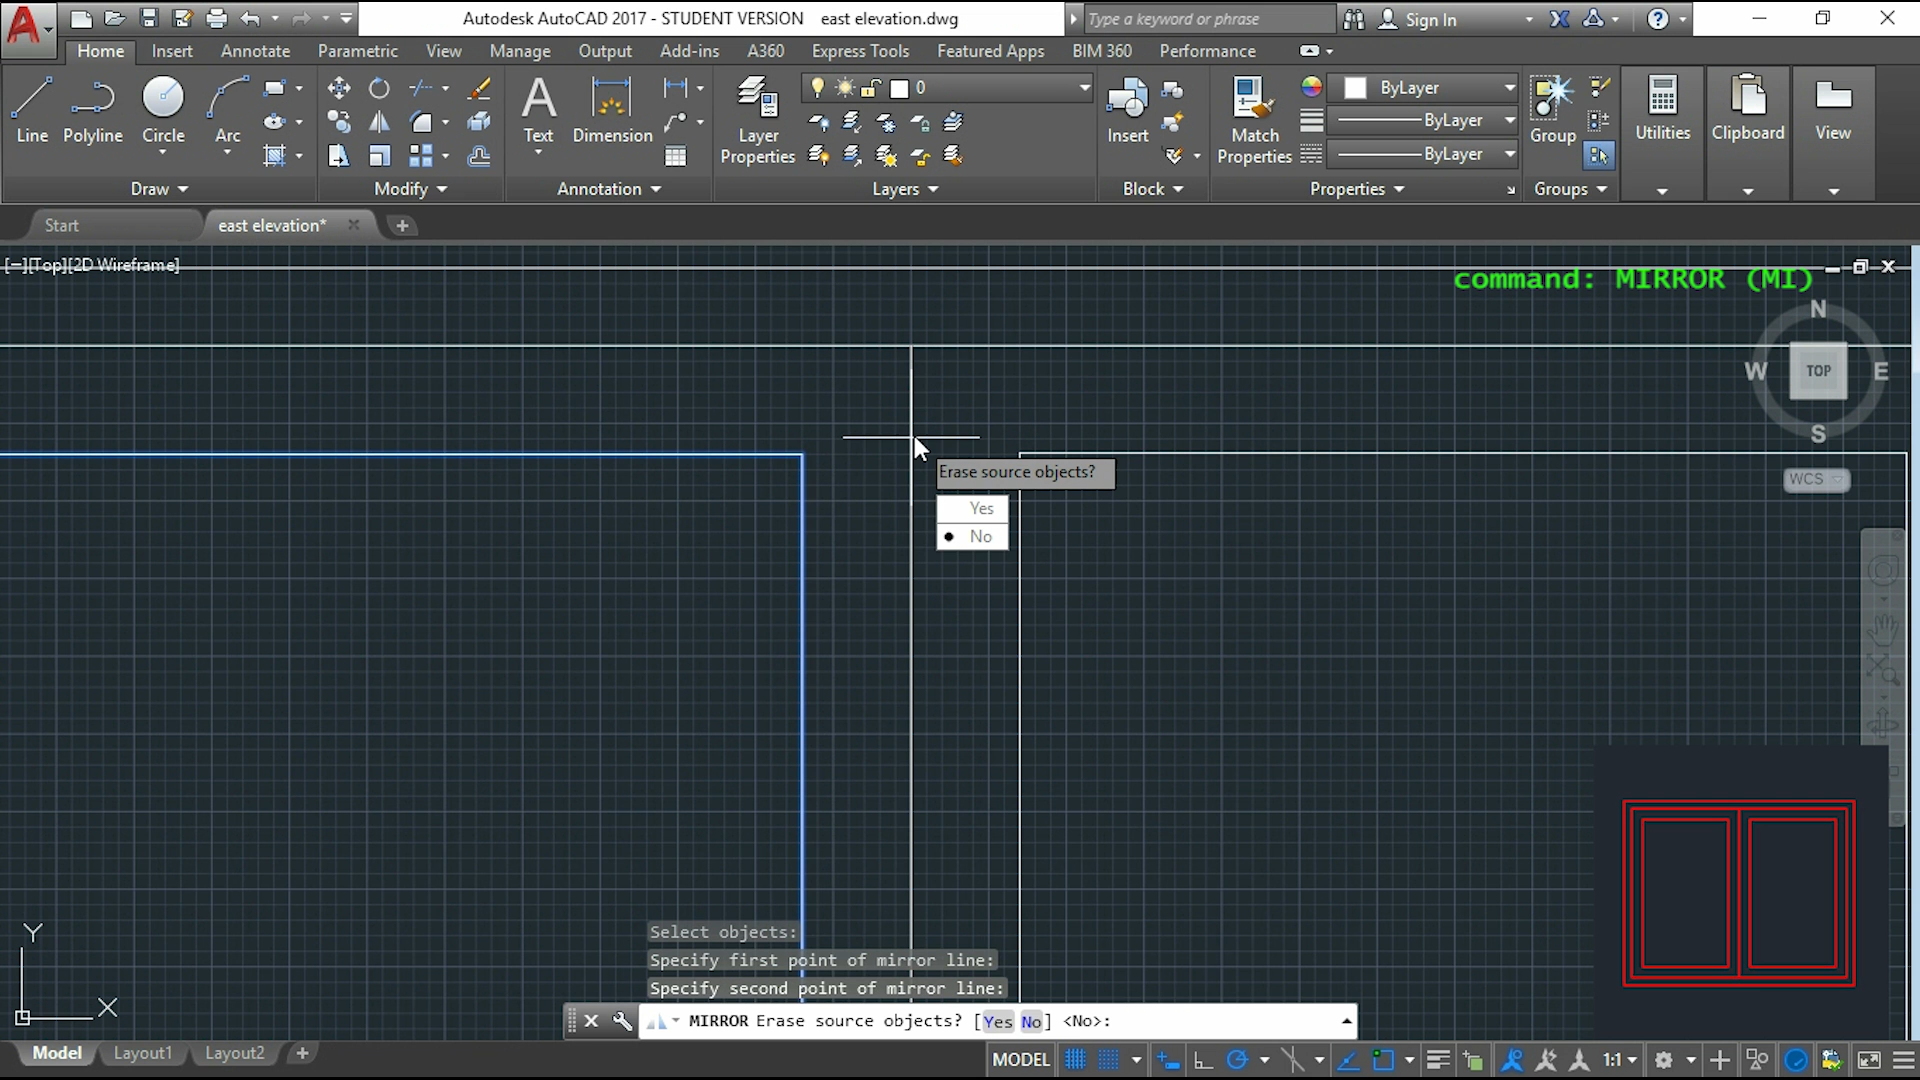 Autodesk AutoCAD 2017 - STUDENT VERSION east elevation.dwg
Type a keyword or phrase
Sign In
Home Insert Annotate Parametric View Manage Output Add-ins A360 Express Tools Featured Apps BIM 360 Performance
0
ByLayer
ByLayer
ByLayer
Line Polyline Circle Arc
Text Dimension
Layer Properties
Insert
Match Properties
Group
Utilities
Clipboard
View
Draw Modify Annotation Layers Block Properties Groups
Start east elevation*
[−][Top][2D Wireframe]
command: MIRROR (MI)
N
W TOP E
S
WCS
Erase source objects?
Yes
No
Select objects:
Specify first point of mirror line:
Specify second point of mirror line:
MIRROR Erase source objects? [Yes No] <No>:
Y
X
Model Layout1 Layout2
MODEL
1:1